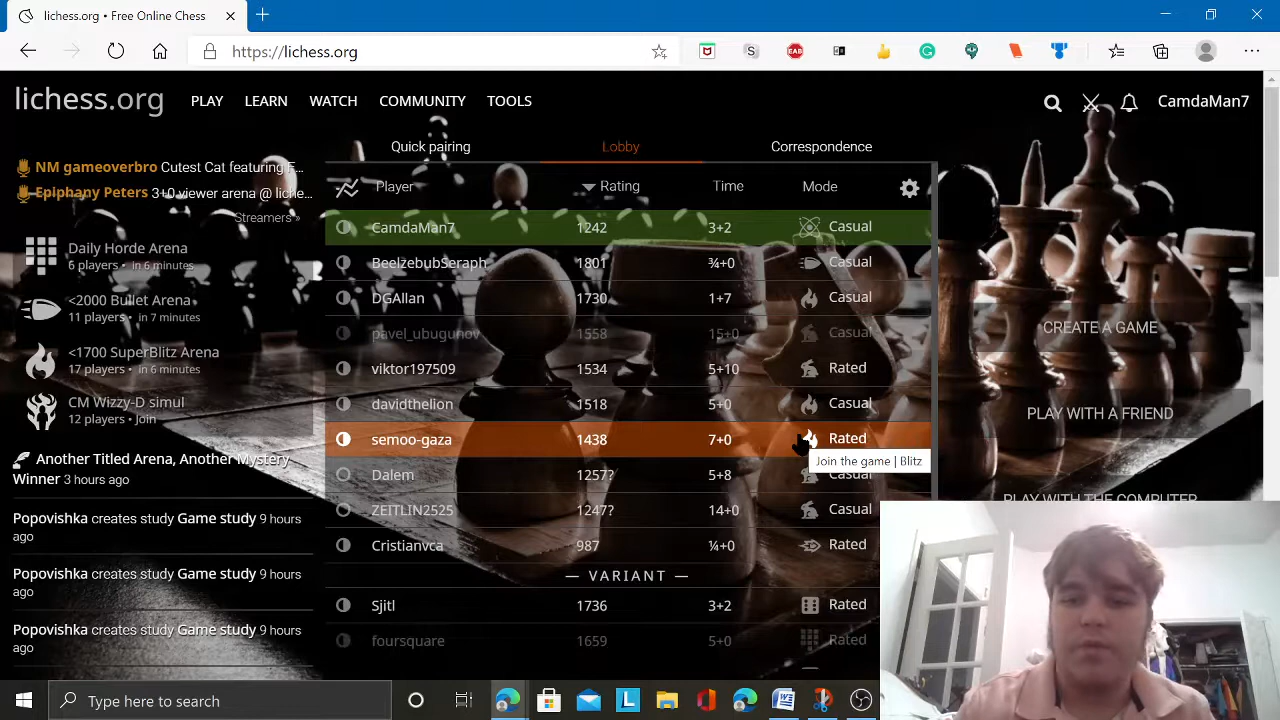 lichess.org • Free Online Chess
https://lichess.org
lichess.org
PLAY
LEARN
WATCH
COMMUNITY
TOOLS
CamdaMan7
NM gameoverbro Cutest Cat featuring F...
Epiphany Peters 3+0 viewer arena @ liche...
Streamers »
Daily Horde Arena
6 players • in 6 minutes
<2000 Bullet Arena
11 players • in 7 minutes
<1700 SuperBlitz Arena
17 players • in 6 minutes
CM Wizzy-D simul
12 players • Join
Another Titled Arena, Another Mystery
Winner 3 hours ago
Popovishka creates study Game study 9 hours
ago
Popovishka creates study Game study 9 hours
ago
Popovishka creates study Game study 9 hours
ago
Quick pairing
Lobby
Correspondence
Player Rating Time Mode
CamdaMan7 1242 3+2 Casual
BeelzebubSeraph 1801 ¾+0 Casual
DGAllan 1730 1+7 Casual
pavel_ubugunov 1558 15+0 Casual
viktor197509 1534 5+10 Rated
davidthelion 1518 5+0 Casual
semoo-gaza 1438 7+0 Rated
Join the game | Blitz
Dalem 1257? 5+8 Casual
ZEITLIN2525 1247? 14+0 Casual
Cristianvca 987 ¼+0 Rated
— VARIANT —
Sjitl 1736 3+2 Rated
foursquare 1659 5+0 Rated
CREATE A GAME
PLAY WITH A FRIEND
PLAY WITH THE COMPUTER
Type here to search